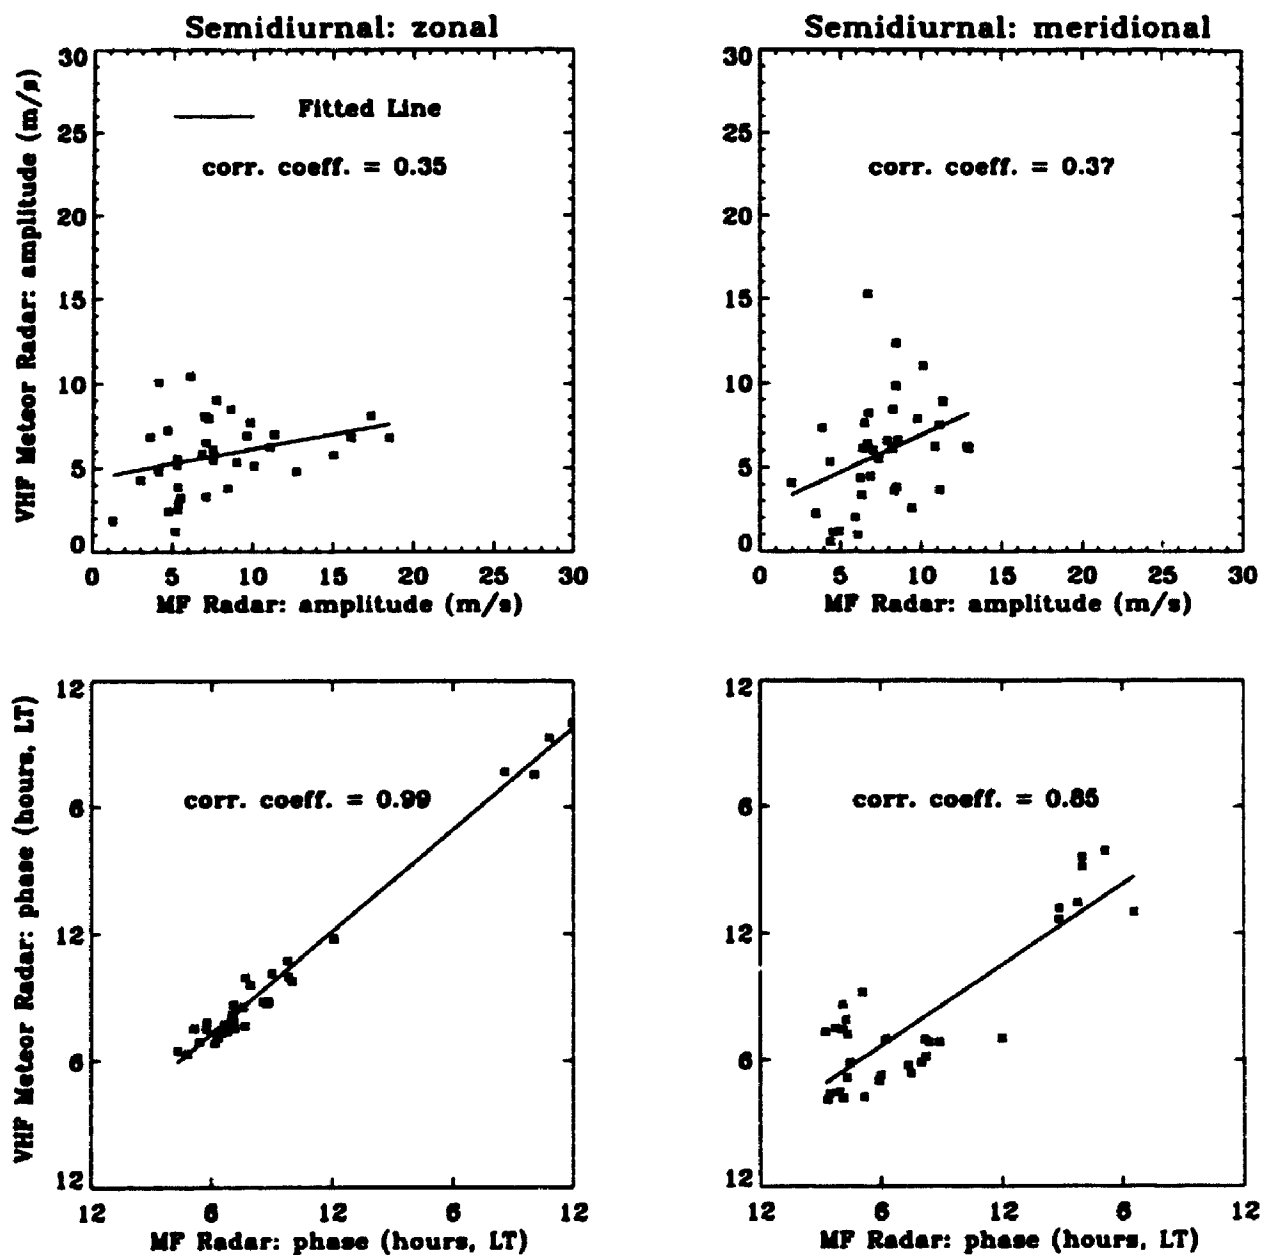 Semidiurnal: zonal
VHF Meteor Radar: amplitude (m/s)
30
25
20
15
10
5
0
Fitted Line
corr. coeff. = 0.35
0 5 10 15 20 25 30
MF Radar: amplitude (m/s)
Semidiurnal: meridional
30
25
20
15
10
5
0
corr. coeff. = 0.37
0 5 10 15 20 25 30
MF Radar: amplitude (m/s)
VHF Meteor Radar: phase (hours, LT)
12
6
12
6
12
corr. coeff. = 0.99
12 6 12 6 12
MF Radar: phase (hours, LT)
12
6
12
6
12
corr. coeff. = 0.85
12 6 12 6 12
MF Radar: phase (hours, LT)